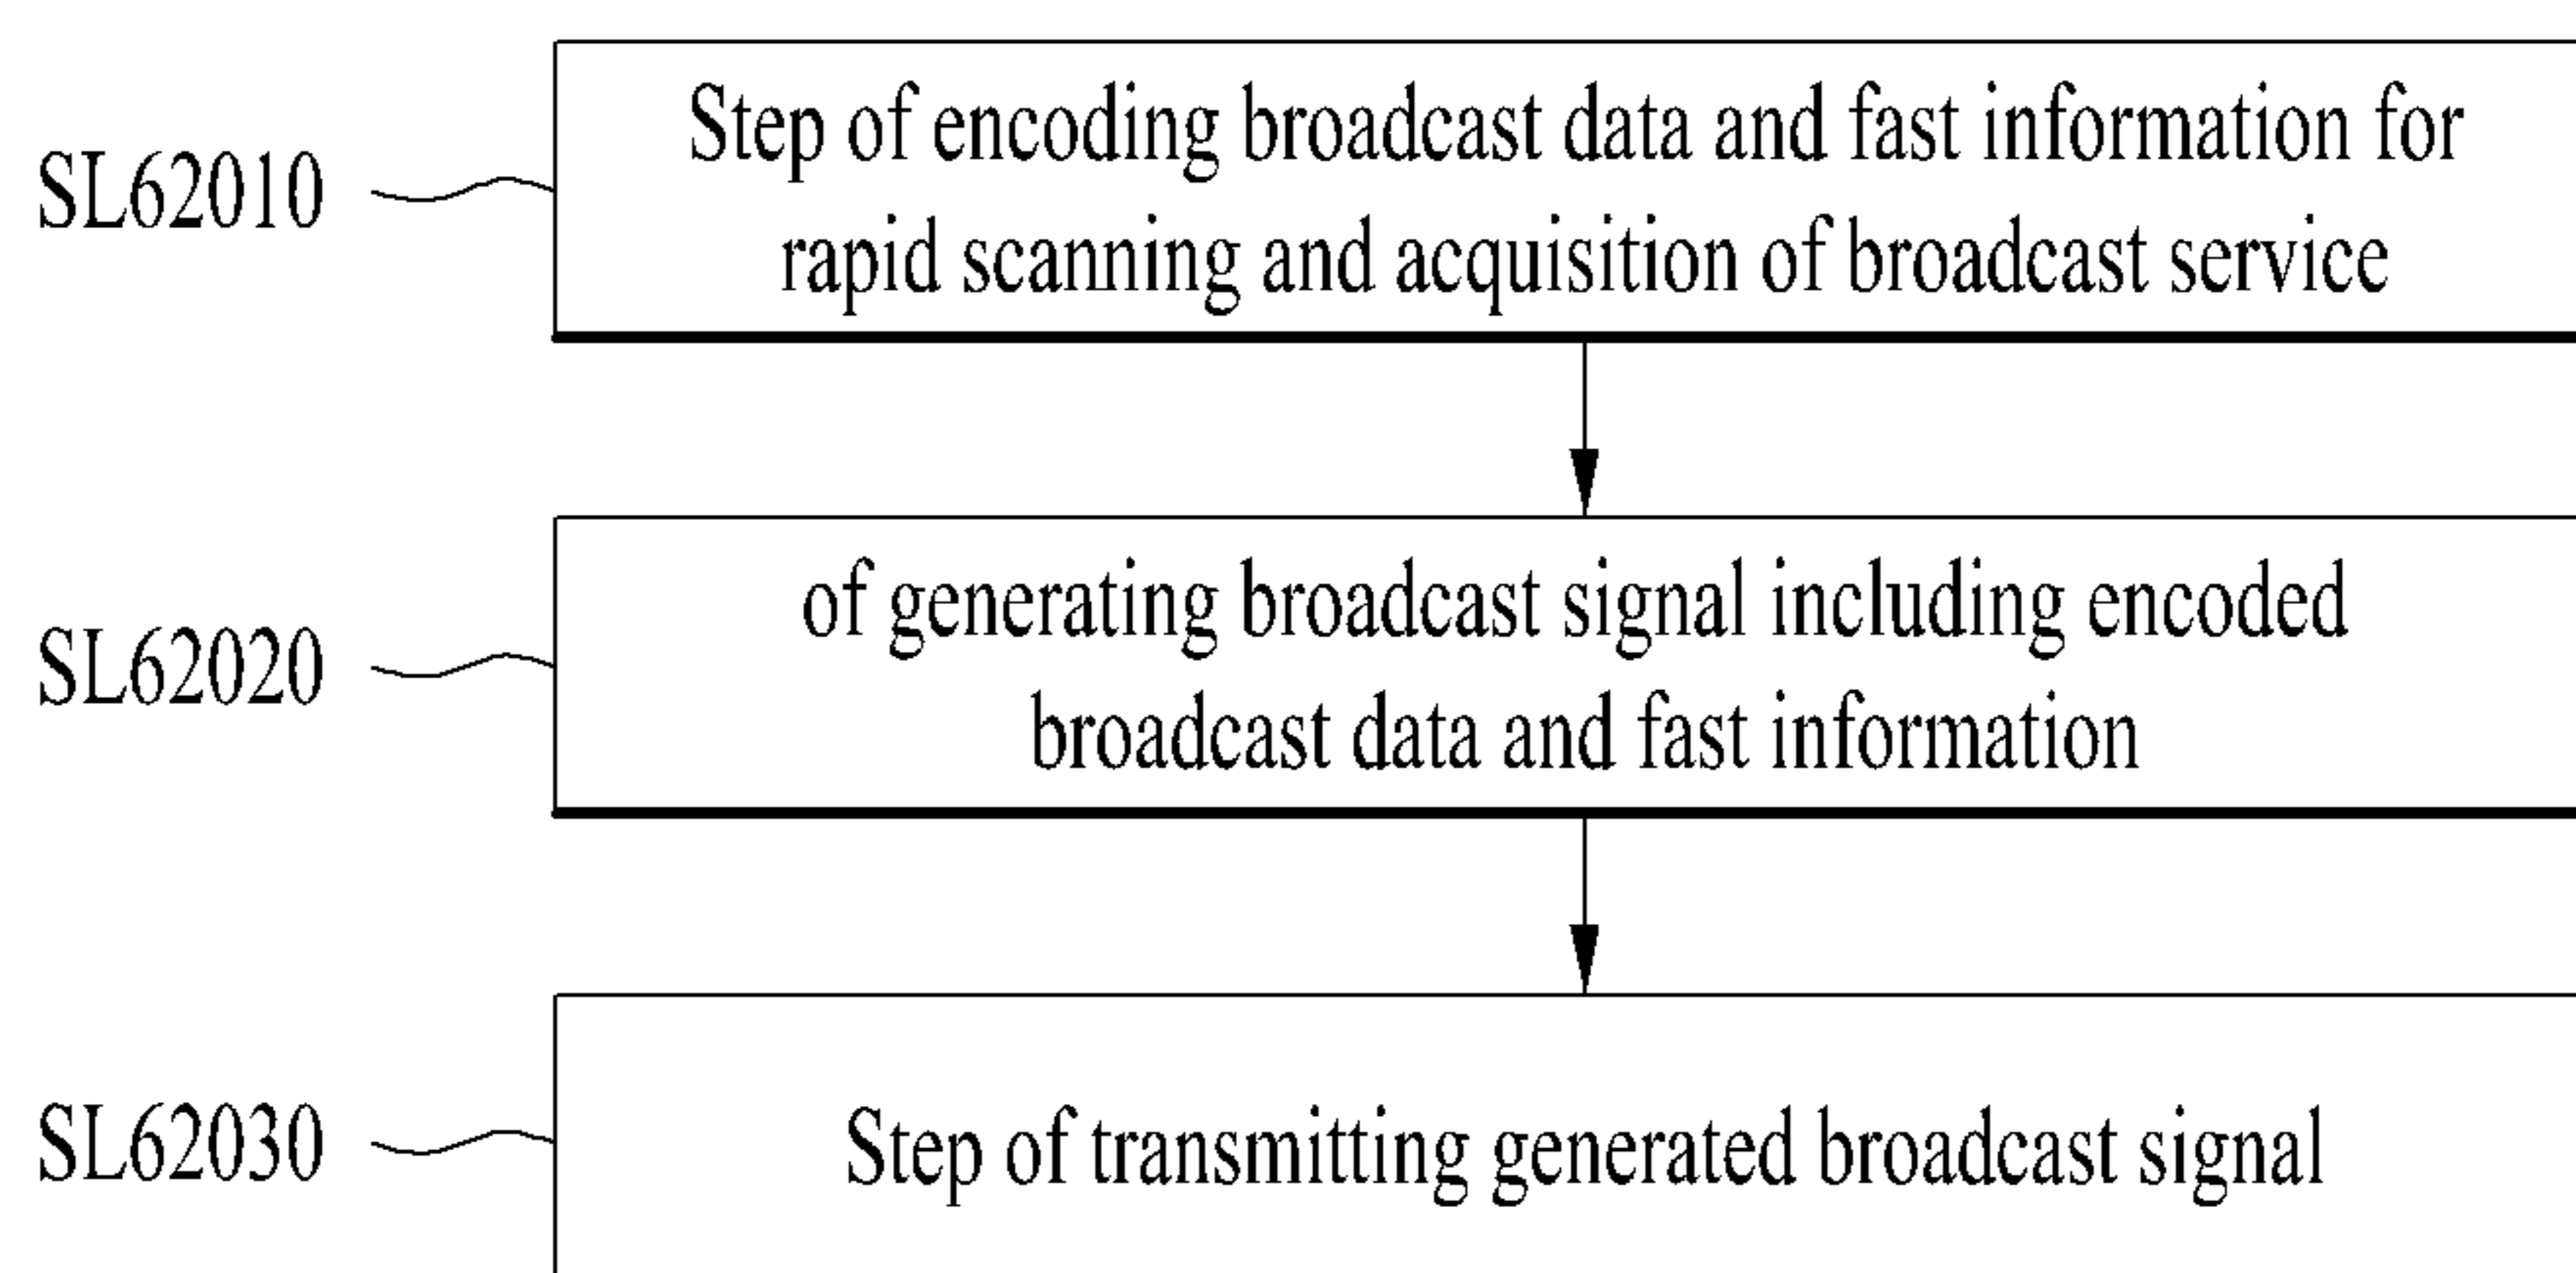 SL62010
Step of encoding broadcast data and fast information for
rapid scanning and acquisition of broadcast service
SL62020
of generating broadcast signal including encoded
broadcast data and fast information
SL62030
Step of transmitting generated broadcast signal